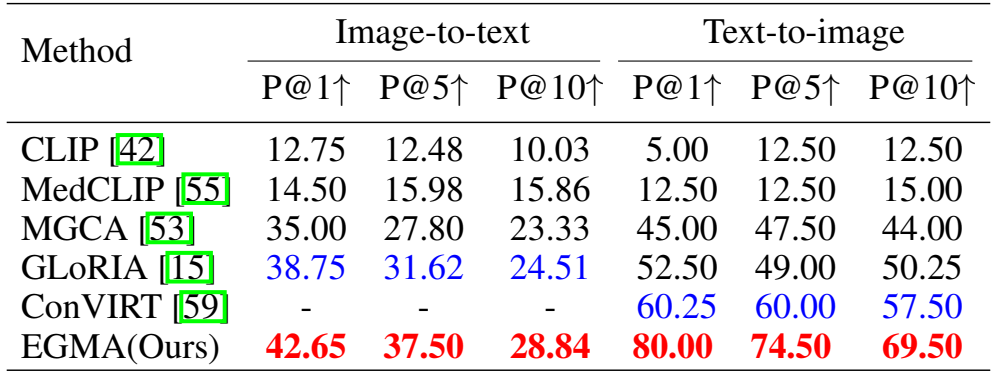 Method Image-to-text Text-to-image
P@1↑ P@5↑ P@10↑ P@1↑ P@5↑ P@10↑
CLIP [42] 12.75 12.48 10.03 5.00 12.50 12.50
MedCLIP [55] 14.50 15.98 15.86 12.50 12.50 15.00
MGCA [53] 35.00 27.80 23.33 45.00 47.50 44.00
GLoRIA [15] 38.75 31.62 24.51 52.50 49.00 50.25
ConVIRT [59] - - - 60.25 60.00 57.50
EGMA(Ours) 42.65 37.50 28.84 80.00 74.50 69.50